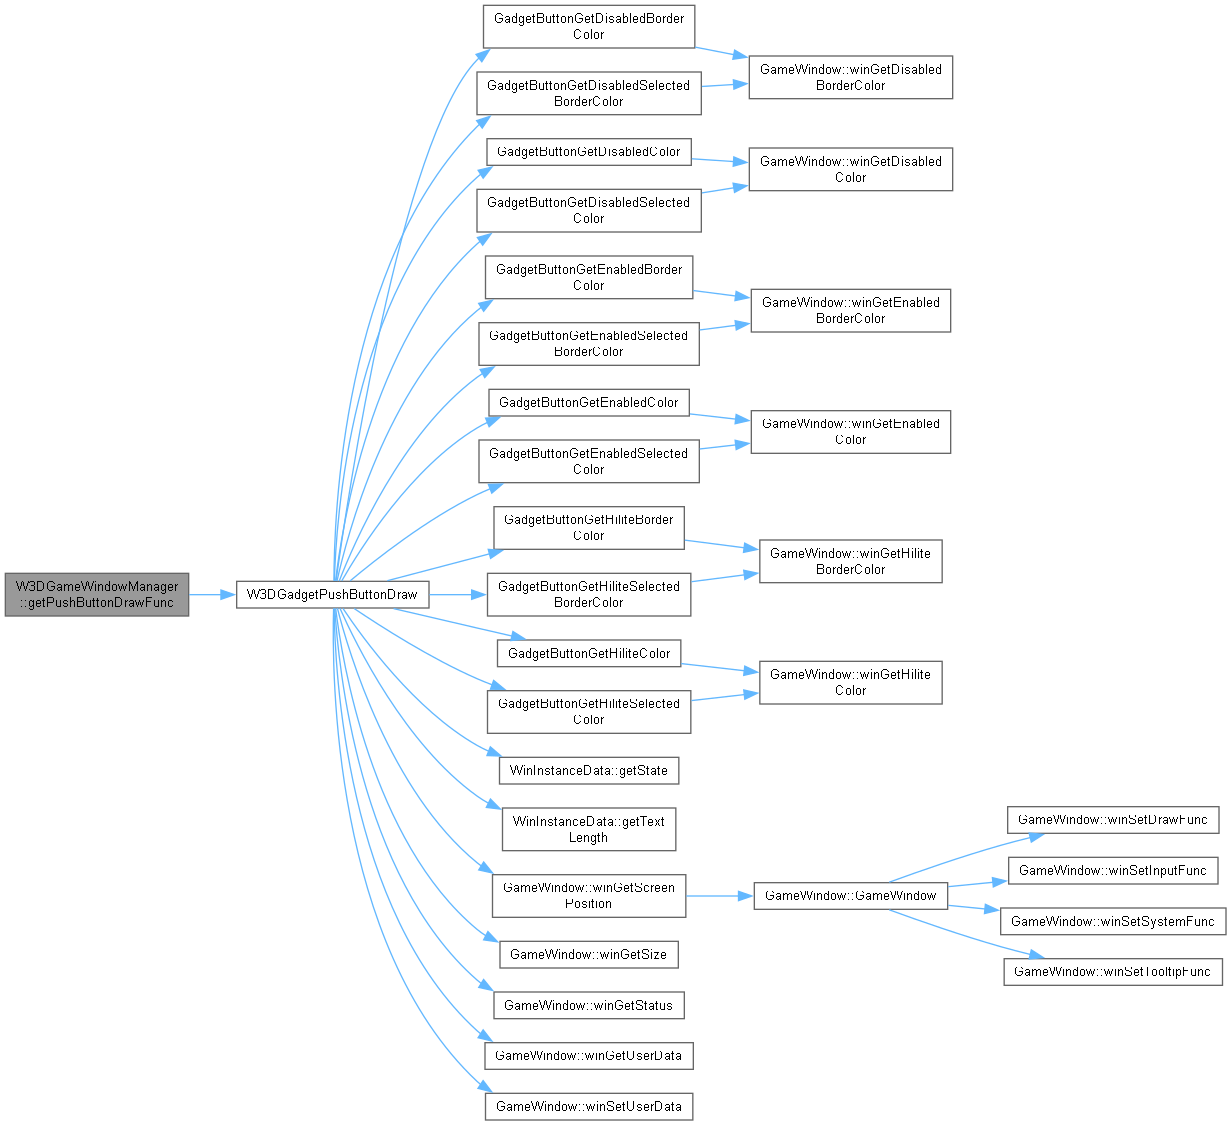 W3DGameWindowManager
::getPushButtonDrawFunc
W3DGadgetPushButtonDraw
GadgetButtonGetDisabledBorder
Color
GadgetButtonGetDisabledSelected
BorderColor
GadgetButtonGetDisabledColor
GadgetButtonGetDisabledSelected
Color
GadgetButtonGetEnabledBorder
Color
GadgetButtonGetEnabledSelected
BorderColor
GadgetButtonGetEnabledColor
GadgetButtonGetEnabledSelected
Color
GadgetButtonGetHiliteBorder
Color
GadgetButtonGetHiliteSelected
BorderColor
GadgetButtonGetHiliteColor
GadgetButtonGetHiliteSelected
Color
WinInstanceData::getState
WinInstanceData::getText
Length
GameWindow::winGetScreen
Position
GameWindow::winGetSize
GameWindow::winGetStatus
GameWindow::winGetUserData
GameWindow::winSetUserData
GameWindow::winGetDisabled
BorderColor
GameWindow::winGetDisabled
Color
GameWindow::winGetEnabled
BorderColor
GameWindow::winGetEnabled
Color
GameWindow::winGetHilite
BorderColor
GameWindow::winGetHilite
Color
GameWindow::GameWindow
GameWindow::winSetDrawFunc
GameWindow::winSetInputFunc
GameWindow::winSetSystemFunc
GameWindow::winSetTooltipFunc